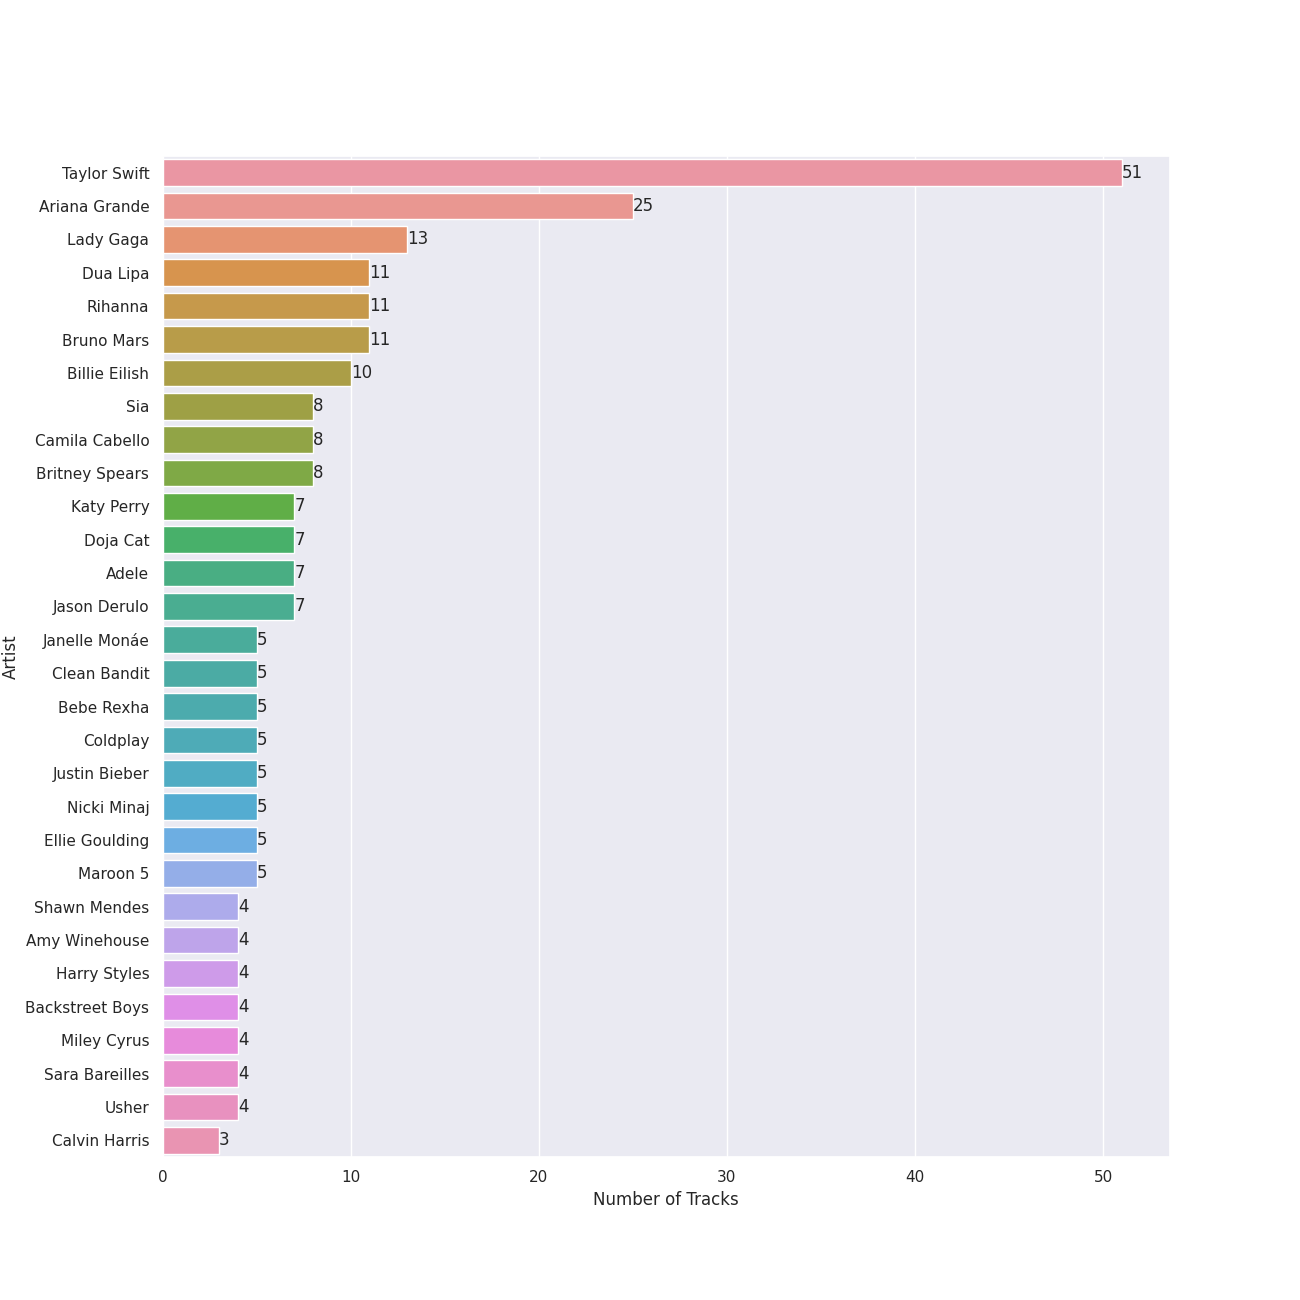 Taylor Swift 51
Ariana Grande 25
Lady Gaga 13
Dua Lipa 11
Rihanna 11
Bruno Mars 11
Billie Eilish 10
Sia 8
Camila Cabello 8
Britney Spears 8
Katy Perry 7
Doja Cat 7
Adele 7
Jason Derulo 7
Janelle Monáe 5
Clean Bandit 5
Bebe Rexha 5
Coldplay 5
Justin Bieber 5
Nicki Minaj 5
Ellie Goulding 5
Maroon 5 5
Shawn Mendes 4
Amy Winehouse 4
Harry Styles 4
Backstreet Boys 4
Miley Cyrus 4
Sara Bareilles 4
Usher 4
Calvin Harris 3
Artist
0 10 20 30 40 50
Number of Tracks